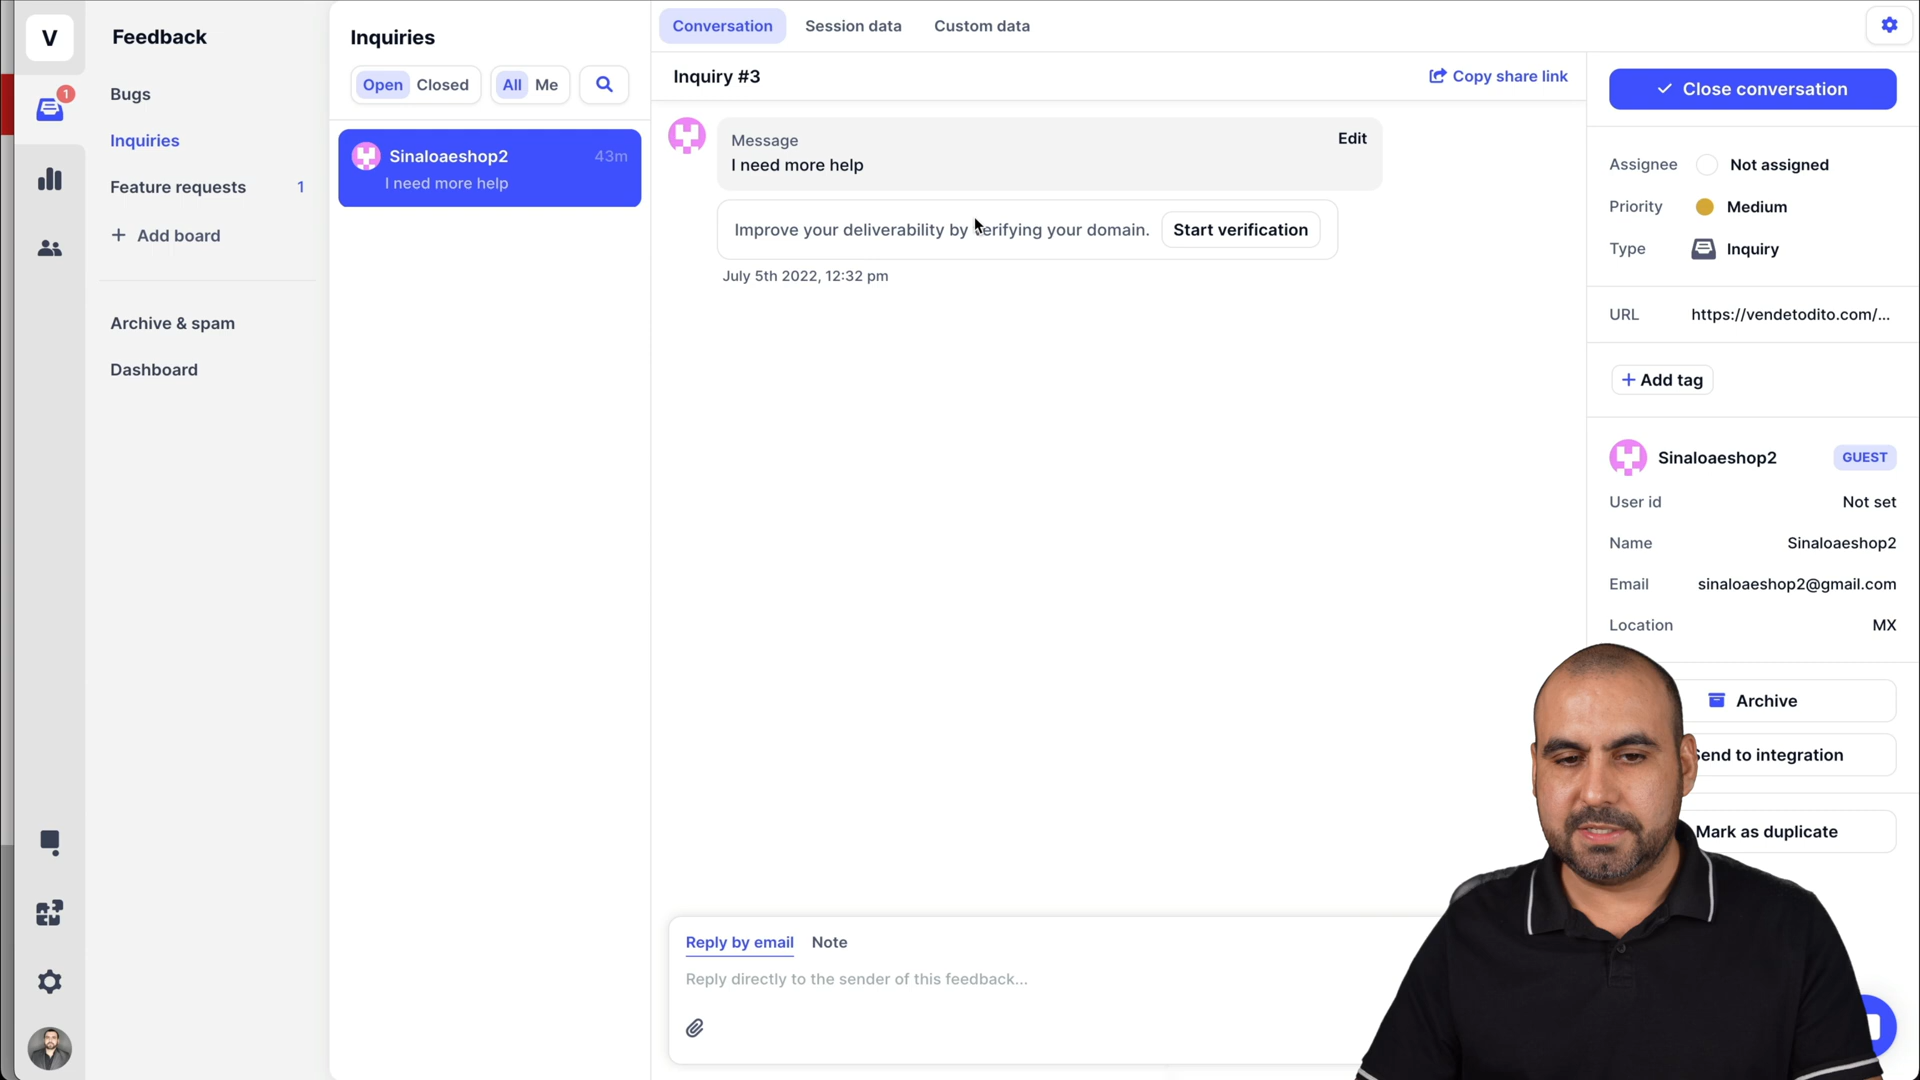 V
1
Feedback
Bugs
Inquiries
Feature requests 1
+ Add board
Archive & spam
Dashboard
Inquiries
Open Closed
All Me
Sinaloaeshop2 43m
I need more help
Conversation Session data Custom data
Inquiry #3
Copy share link
Message
Edit
I need more help
Improve your deliverability by verifying your domain. Start verification
July 5th 2022, 12:32 pm
Reply by email Note
Reply directly to the sender of this feedback...
Close conversation
Assignee Not assigned
Priority Medium
Type Inquiry
URL https://vendetodito.com/...
+ Add tag
Sinaloaeshop2 GUEST
User id Not set
Name Sinaloaeshop2
Email sinaloaeshop2@gmail.com
Location MX
Archive
Send to integration
Mark as duplicate